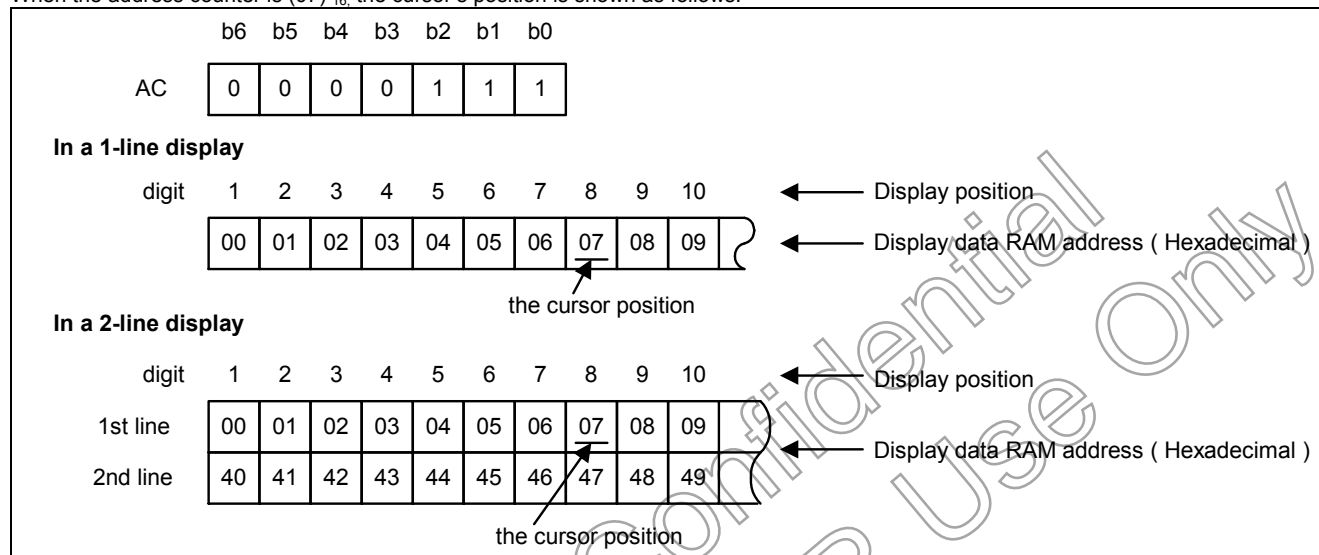 When the address counter is (07) 16, the cursor's position is shown as follows:
b6 b5 b4 b3 b2 b1 b0
AC 0 0 0 0 1 1 1
In a 1-line display
digit 1 2 3 4 5 6 7 8 9 10 Display position
00 01 02 03 04 05 06 07 08 09 Display data RAM address ( Hexadecimal )
the cursor position
In a 2-line display
digit 1 2 3 4 5 6 7 8 9 10 Display position
1st line 00 01 02 03 04 05 06 07 08 09
Display data RAM address ( Hexadecimal )
2nd line 40 41 42 43 44 45 46 47 48 49
the cursor position
Confidential
Use Only